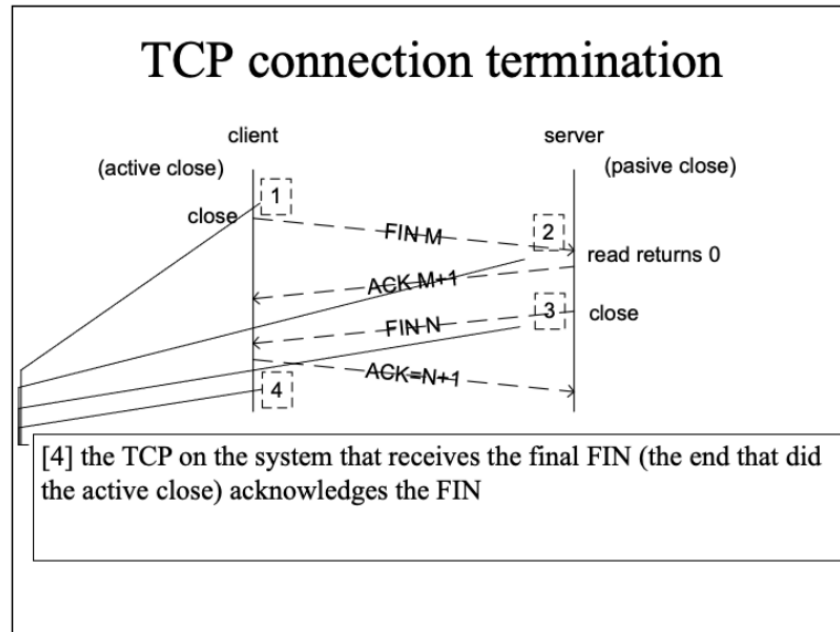 TCP connection termination
client
server
(active close)
(pasive close)
1
close
FIN M
2
read returns 0
ACK M+1
3
close
FIN N
ACK=N+1
4
[4] the TCP on the system that receives the final FIN (the end that did
the active close) acknowledges the FIN